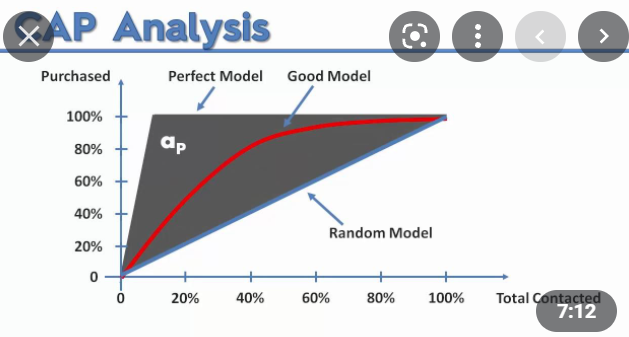 CAP Analysis
Purchased
Perfect Model
Good Model
100%
80%
60%
40%
20%
0
aP
Random Model
0
20%
40%
60%
80%
100%
Total Contacted
7:12